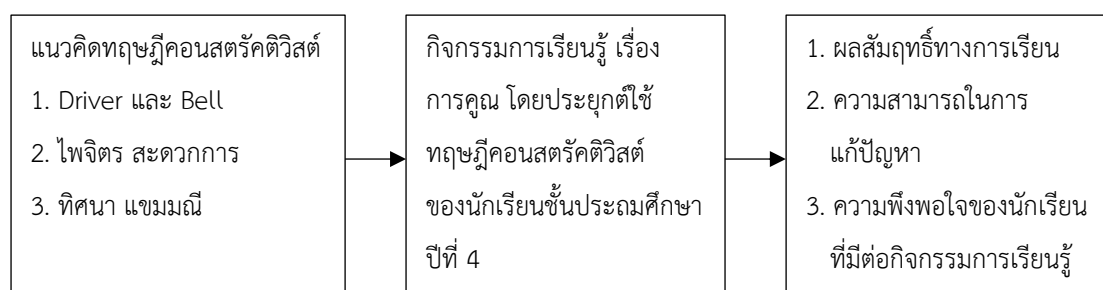 แนวคิดทฤษฎีคอนสตรัคติวิสต์
1. Driver และ Bell
2. ไพจิตร สะดวกการ
3. ทิศนา แขมมณี
กิจกรรมการเรียนรู้ เรื่อง
การคูณ โดยประยุกต์ใช้
ทฤษฎีคอนสตรัคติวิสต์
ของนักเรียนชั้นประถมศึกษา
ปีที่ 4
1. ผลสัมฤทธิ์ทางการเรียน
2. ความสามารถในการ
แก้ปัญหา
3. ความพึงพอใจของนักเรียน
ที่มีต่อกิจกรรมการเรียนรู้